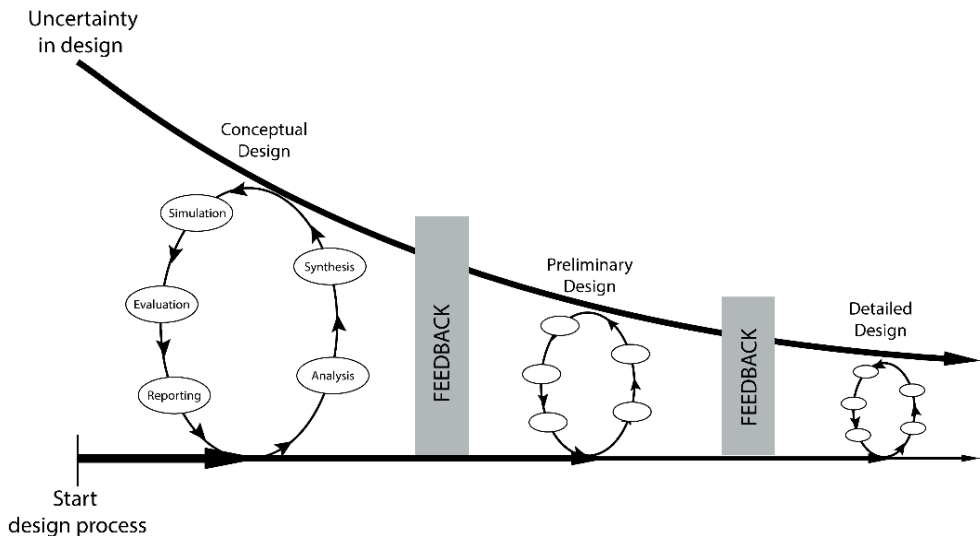 Uncertainty
in design
Conceptual
Design
Simulation
Synthesis
Evaluation
Analysis
Reporting
FEEDBACK
Preliminary
Design
FEEDBACK
Detailed
Design
Start
design process